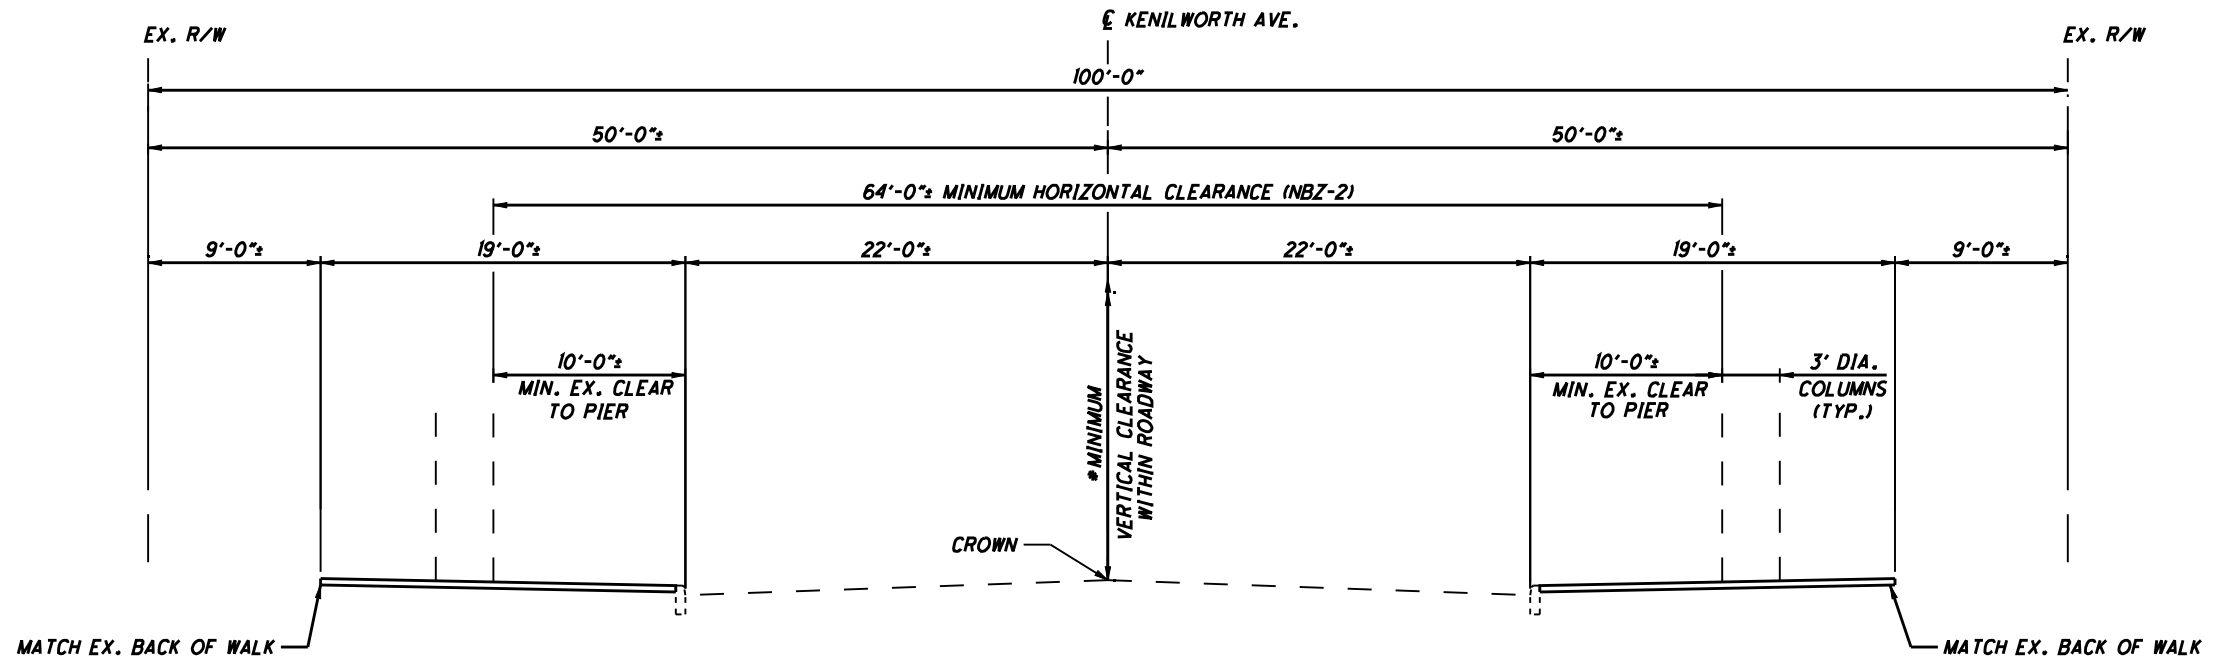 ℄ KENILWORTH AVE.
EX. R/W
EX. R/W
100'-0"
50'-0"±
50'-0"±
64'-0"± MINIMUM HORIZONTAL CLEARANCE (NBZ-2)
9'-0"±
19'-0"±
22'-0"±
22'-0"±
19'-0"±
9'-0"±
10'-0"±
MIN. EX. CLEAR
TO PIER
10'-0"±
MIN. EX. CLEAR
TO PIER
3' DIA.
COLUMNS
(TYP.)
*MINIMUM
VERTICAL CLEARANCE
WITHIN ROADWAY
CROWN
MATCH EX. BACK OF WALK
MATCH EX. BACK OF WALK